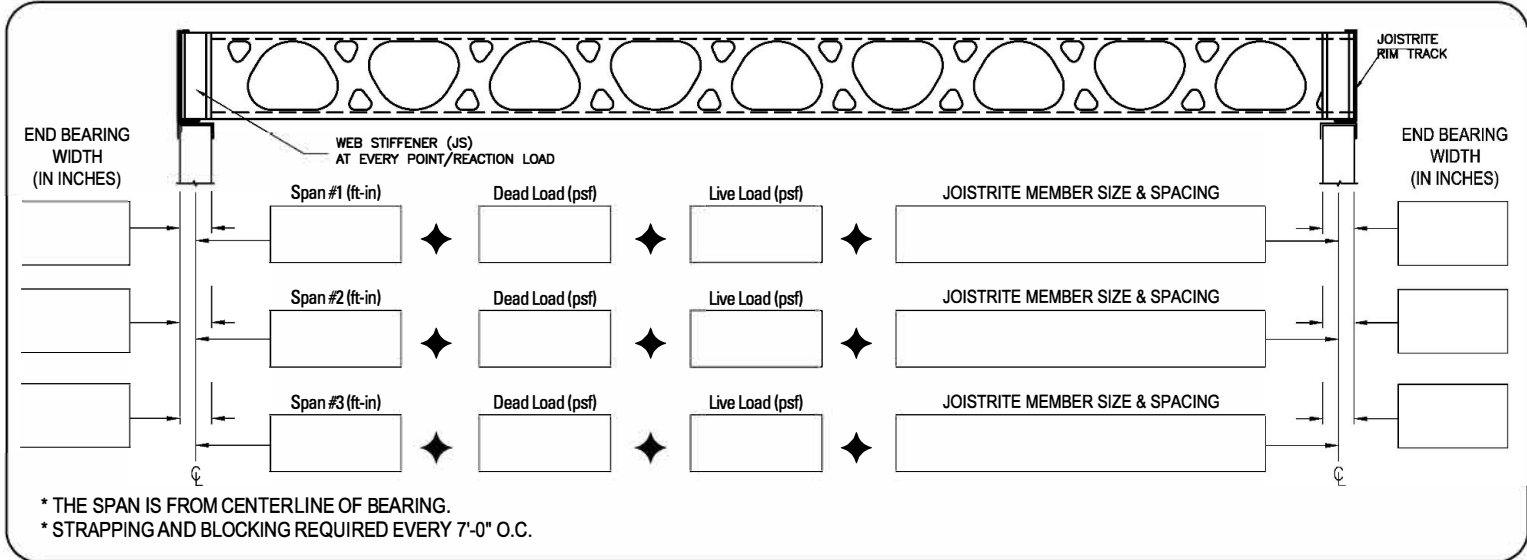 JOISTRITE
RIM TRACK
WEB STIFFENER (JS)
AT EVERY POINT/REACTION LOAD
END BEARING
WIDTH
(IN INCHES)
END BEARING
WIDTH
(IN INCHES)
Span #1 (ft-in) Dead Load (psf) Live Load (psf) JOISTRITE MEMBER SIZE & SPACING
Span #2 (ft-in) Dead Load (psf) Live Load (psf) JOISTRITE MEMBER SIZE & SPACING
Span #3 (ft-in) Dead Load (psf) Live Load (psf) JOISTRITE MEMBER SIZE & SPACING
℄ ℄
* THE SPAN IS FROM CENTERLINE OF BEARING.
* STRAPPING AND BLOCKING REQUIRED EVERY 7'-0" O.C.